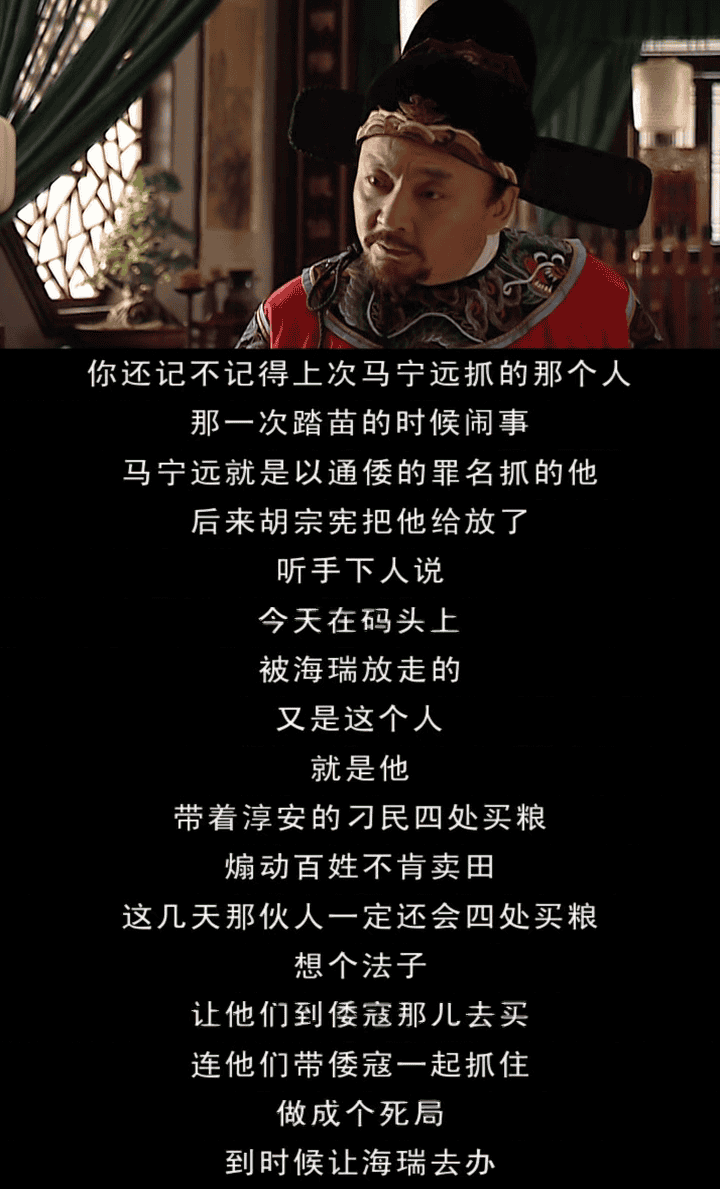 你还记不记得上次马宁远抓的那个人
那一次踏苗的时候闹事
马宁远就是以通倭的罪名抓的他
后来胡宗宪把他给放了
听手下人说
今天在码头上
被海瑞放走的
又是这个人
就是他
带着淳安的刁民四处买粮
煽动百姓不肯卖田
这几天那伙人一定还会四处买粮
想个法子
让他们到倭寇那儿去买
连他们带倭寇一起抓住
做成个死局
到时候让海瑞去办